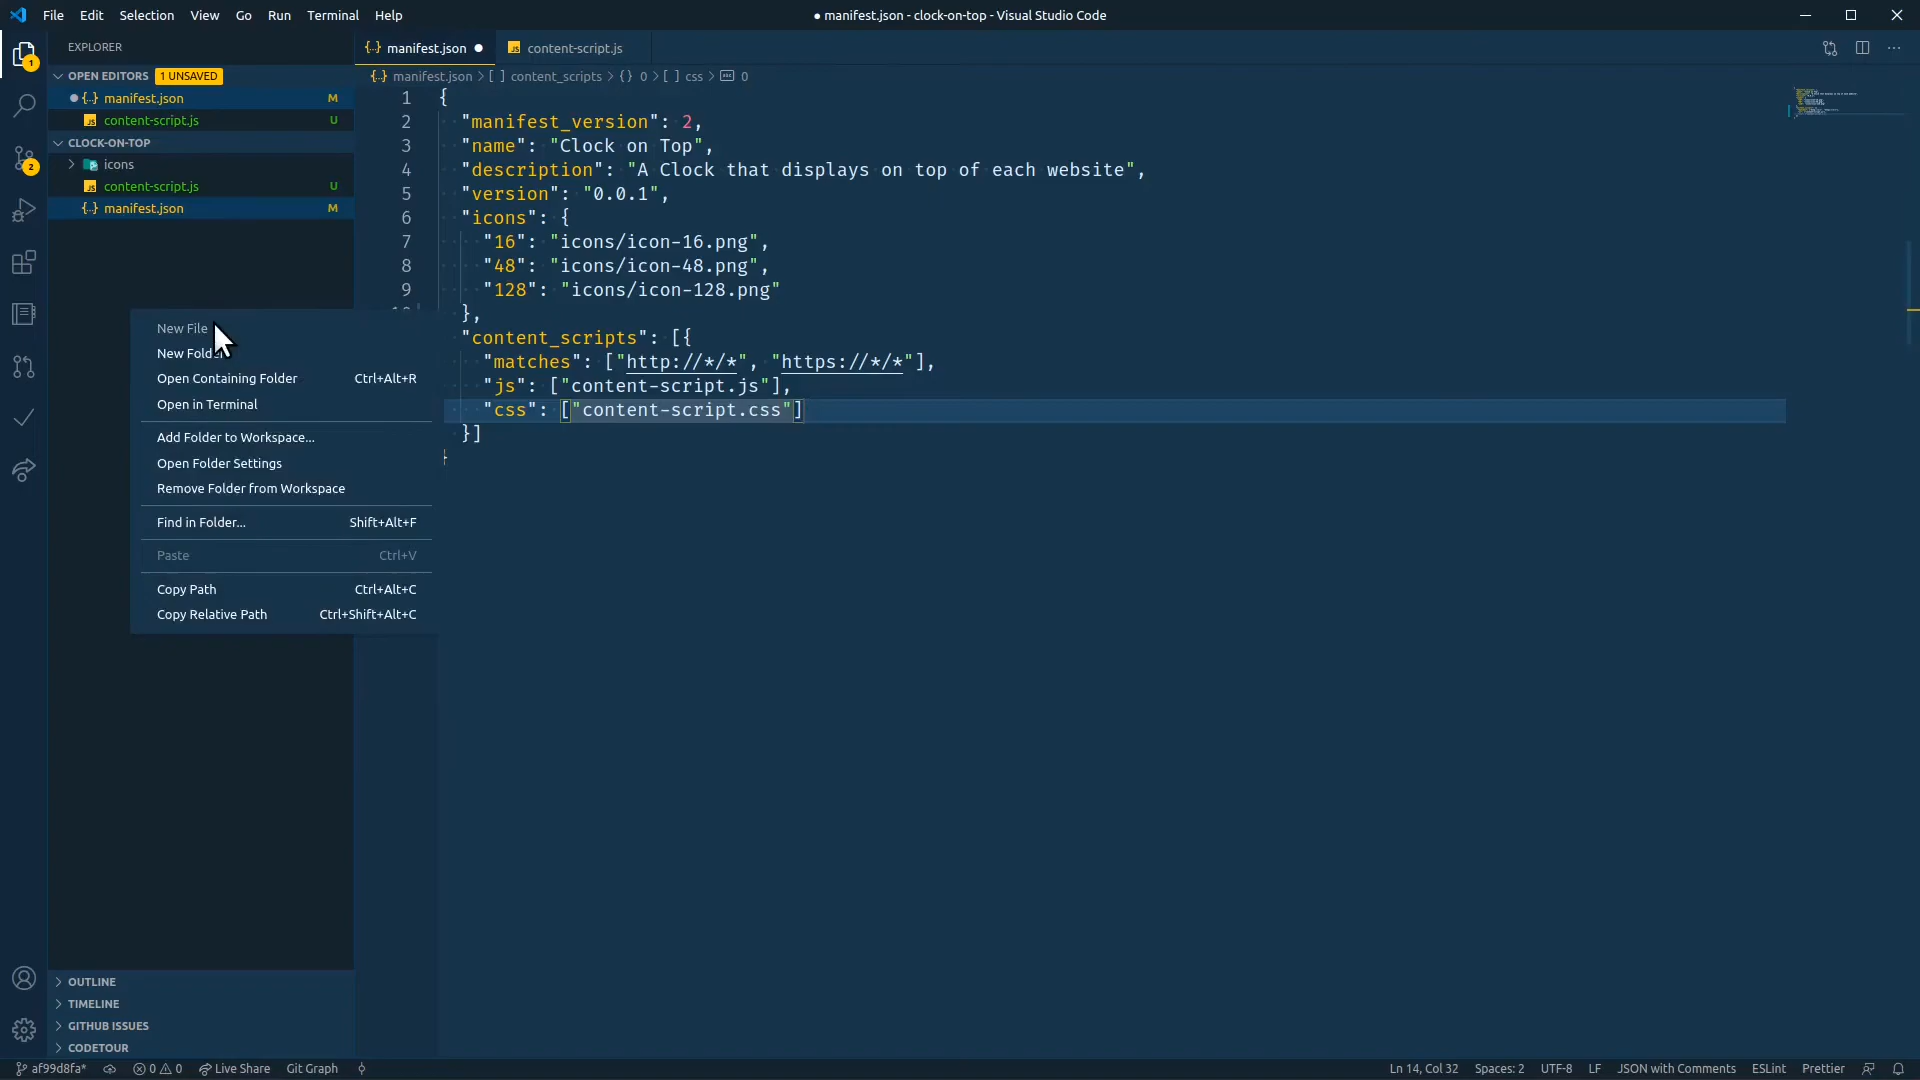 File Edit Selection View Go Run Terminal Help
● manifest.json - clock-on-top - Visual Studio Code
EXPLORER
OPEN EDITORS 1 UNSAVED
manifest.json M
content-script.js U
CLOCK-ON-TOP
icons
content-script.js U
manifest.json M
1
2
2
New File
New Folder
Open Containing Folder Ctrl+Alt+R
Open in Terminal
Add Folder to Workspace...
Open Folder Settings
Remove Folder from Workspace
Find in Folder... Shift+Alt+F
Paste Ctrl+V
Copy Path Ctrl+Alt+C
Copy Relative Path Ctrl+Shift+Alt+C
OUTLINE
TIMELINE
GITHUB ISSUES
CODETOUR
manifest.json ● content-script.js
{..} manifest.json > [ ] content_scripts > {} 0 > [ ] css > 0
1 {
2 "manifest_version": 2,
3 "name": "Clock on Top",
4 "description": "A Clock that displays on top of each website",
5 "version": "0.0.1",
6 "icons": {
7 "16": "icons/icon-16.png",
8 "48": "icons/icon-48.png",
9 "128": "icons/icon-128.png"
},
"content_scripts": [{
"matches": ["http://*/*", "https://*/*"],
"js": ["content-script.js"],
"css": ["content-script.css"]
}]
}
af99d8fa* 0 0 Live Share Git Graph
Ln 14, Col 32 Spaces: 2 UTF-8 LF JSON with Comments ESLint Prettier